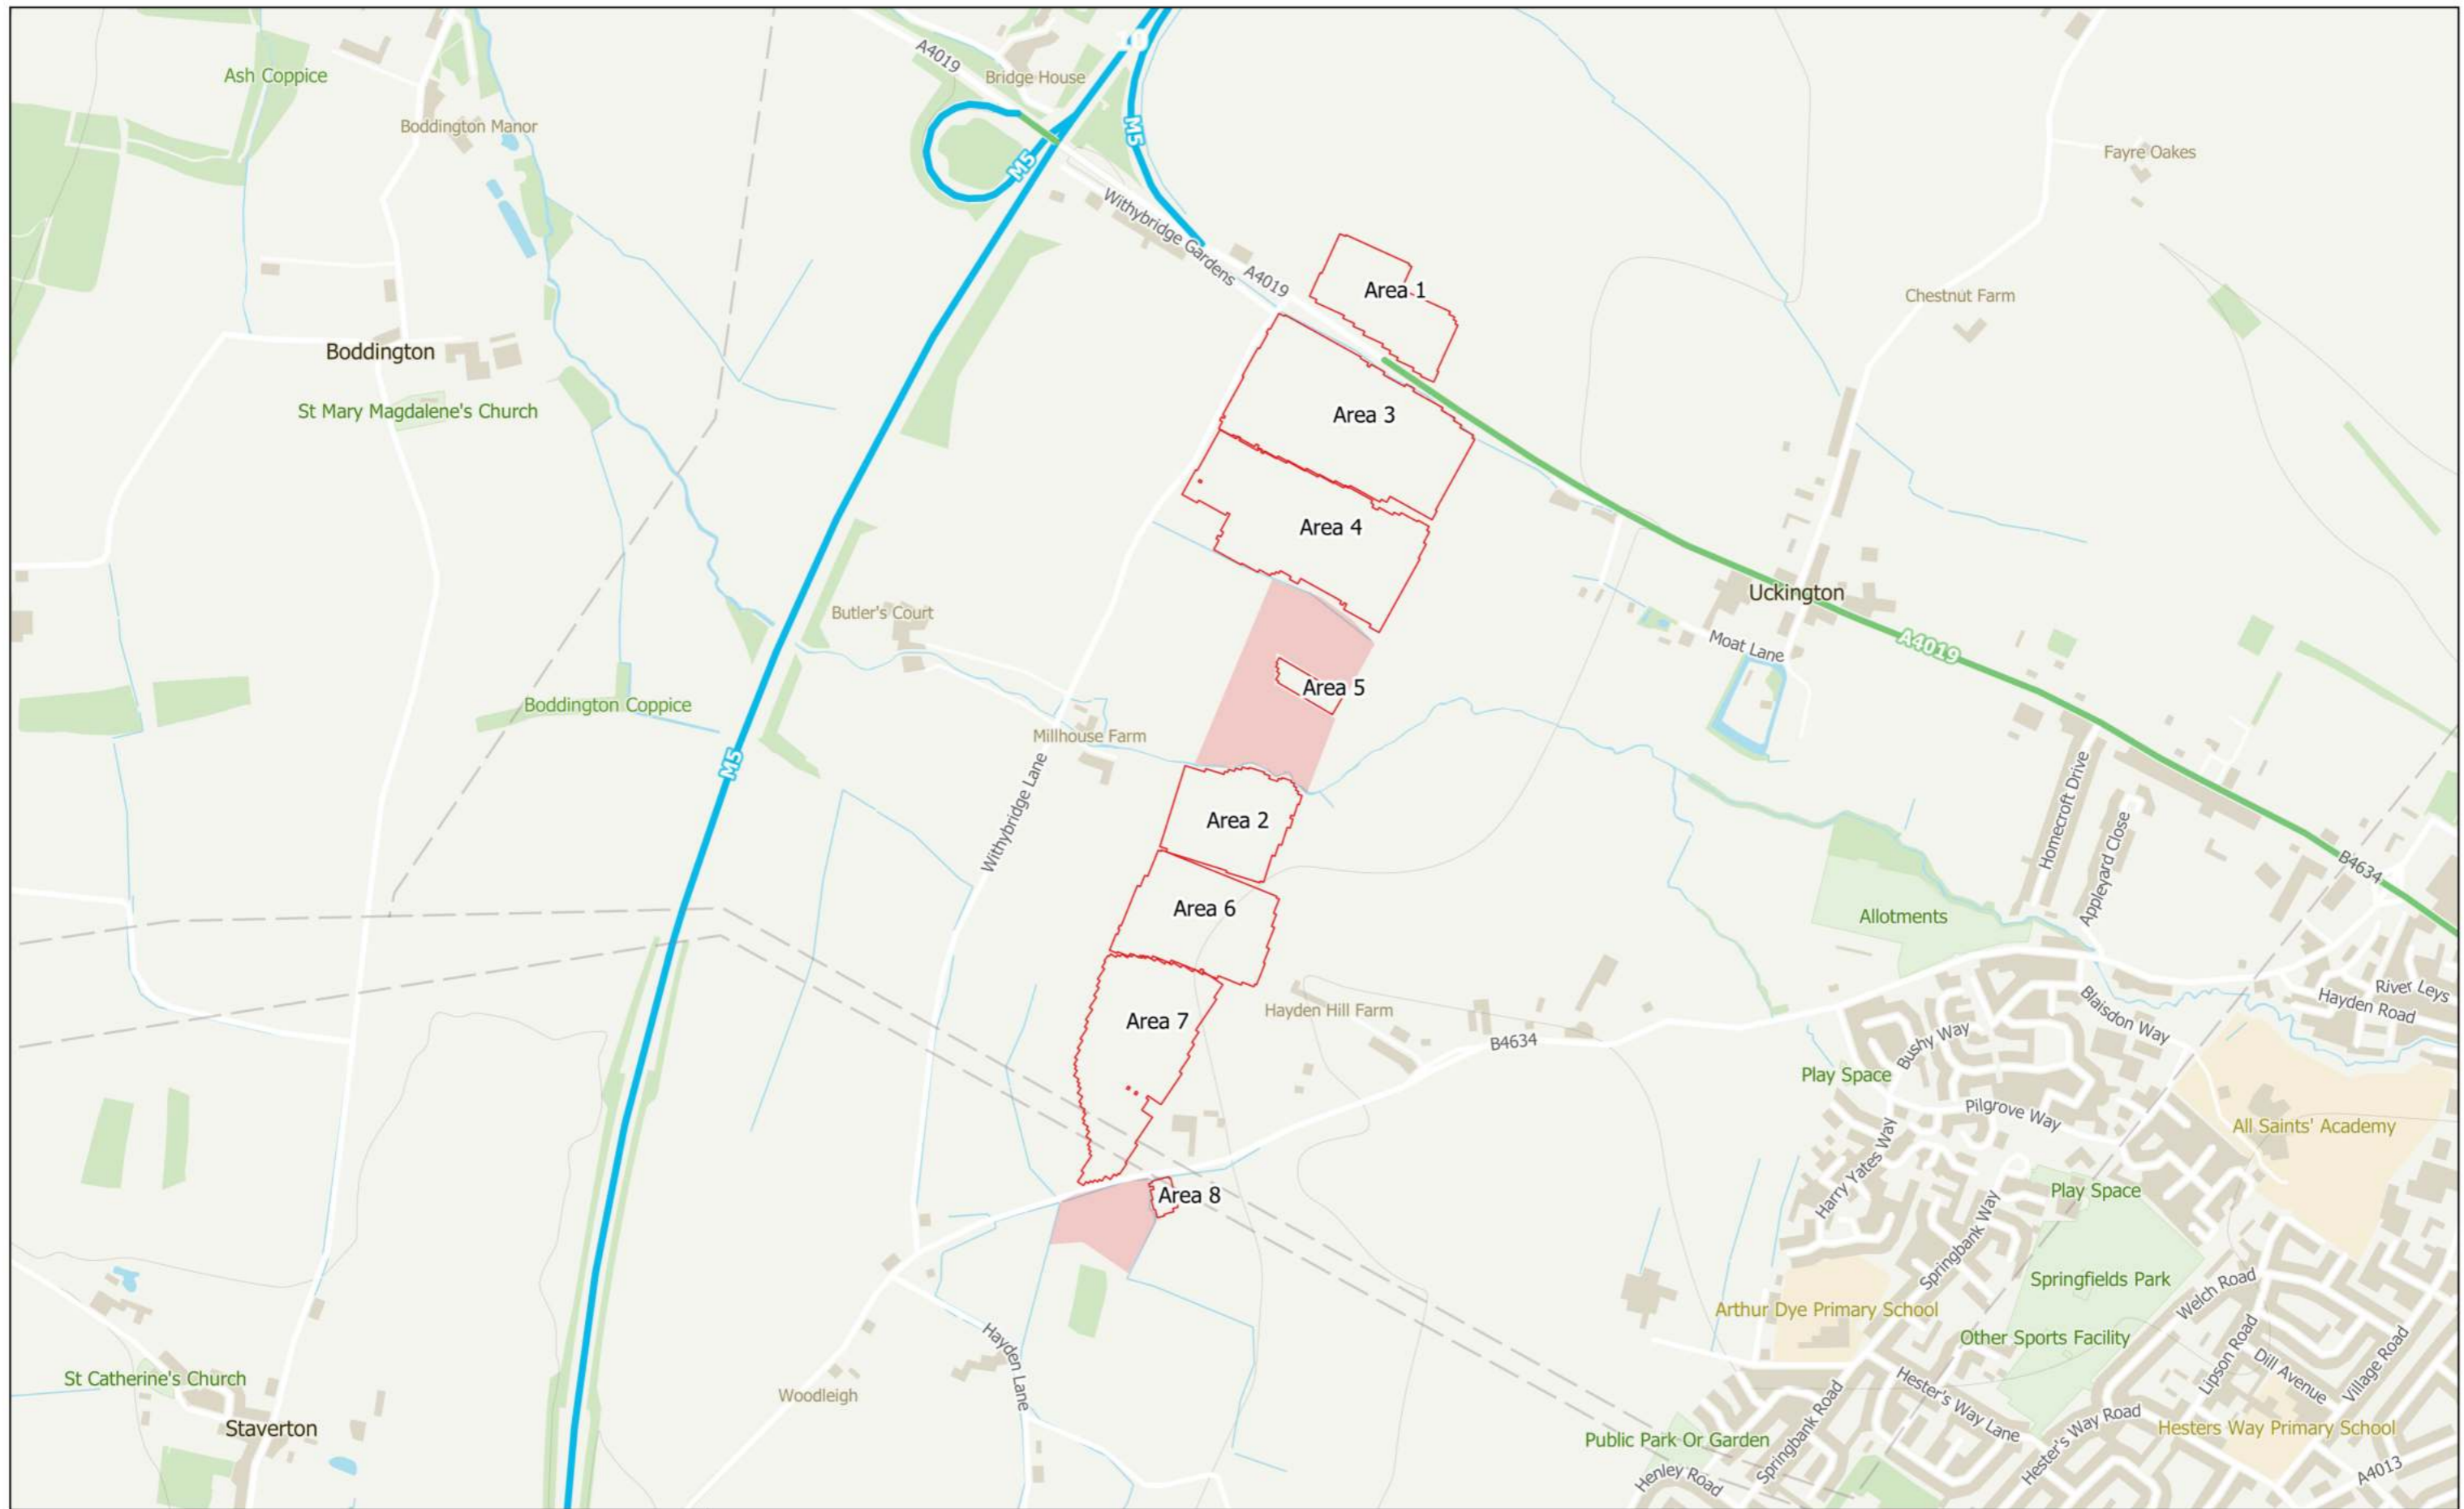 10
A4019
Bridge House
Ash Coppice
Boddington Manor
M5
M5
Fayre Oakes
Withybridge Gardens
A4019
Area 1
Chestnut Farm
Boddington
St Mary Magdalene's Church
Area 3
Area 4
Uckington
Butler's Court
Moat Lane
A4019
Area 5
Boddington Coppice
Millhouse Farm
M5
Withybridge Lane
Homecroft Drive
Area 2
Appleyard Close
B4634
Area 6
Allotments
River Leys
Hayden Road
Hayden Hill Farm
Area 7
Blaisdon Way
B4634
Bushy Way
Play Space
Pilgrove Way
All Saints' Academy
Harry Yates Way
Area 8
Play Space
Springbank Way
Springfields Park
Welch Road
Arthur Dye Primary School
Other Sports Facility
Lipson Road
Dill Avenue
Village Road
Hayden Lane
St Catherine's Church
Woodleigh
Hester's Way Lane
Staverton
Public Park Or Garden
Springbank Road
Hester's Way Road
Hesters Way Primary School
Henley Road
A4013